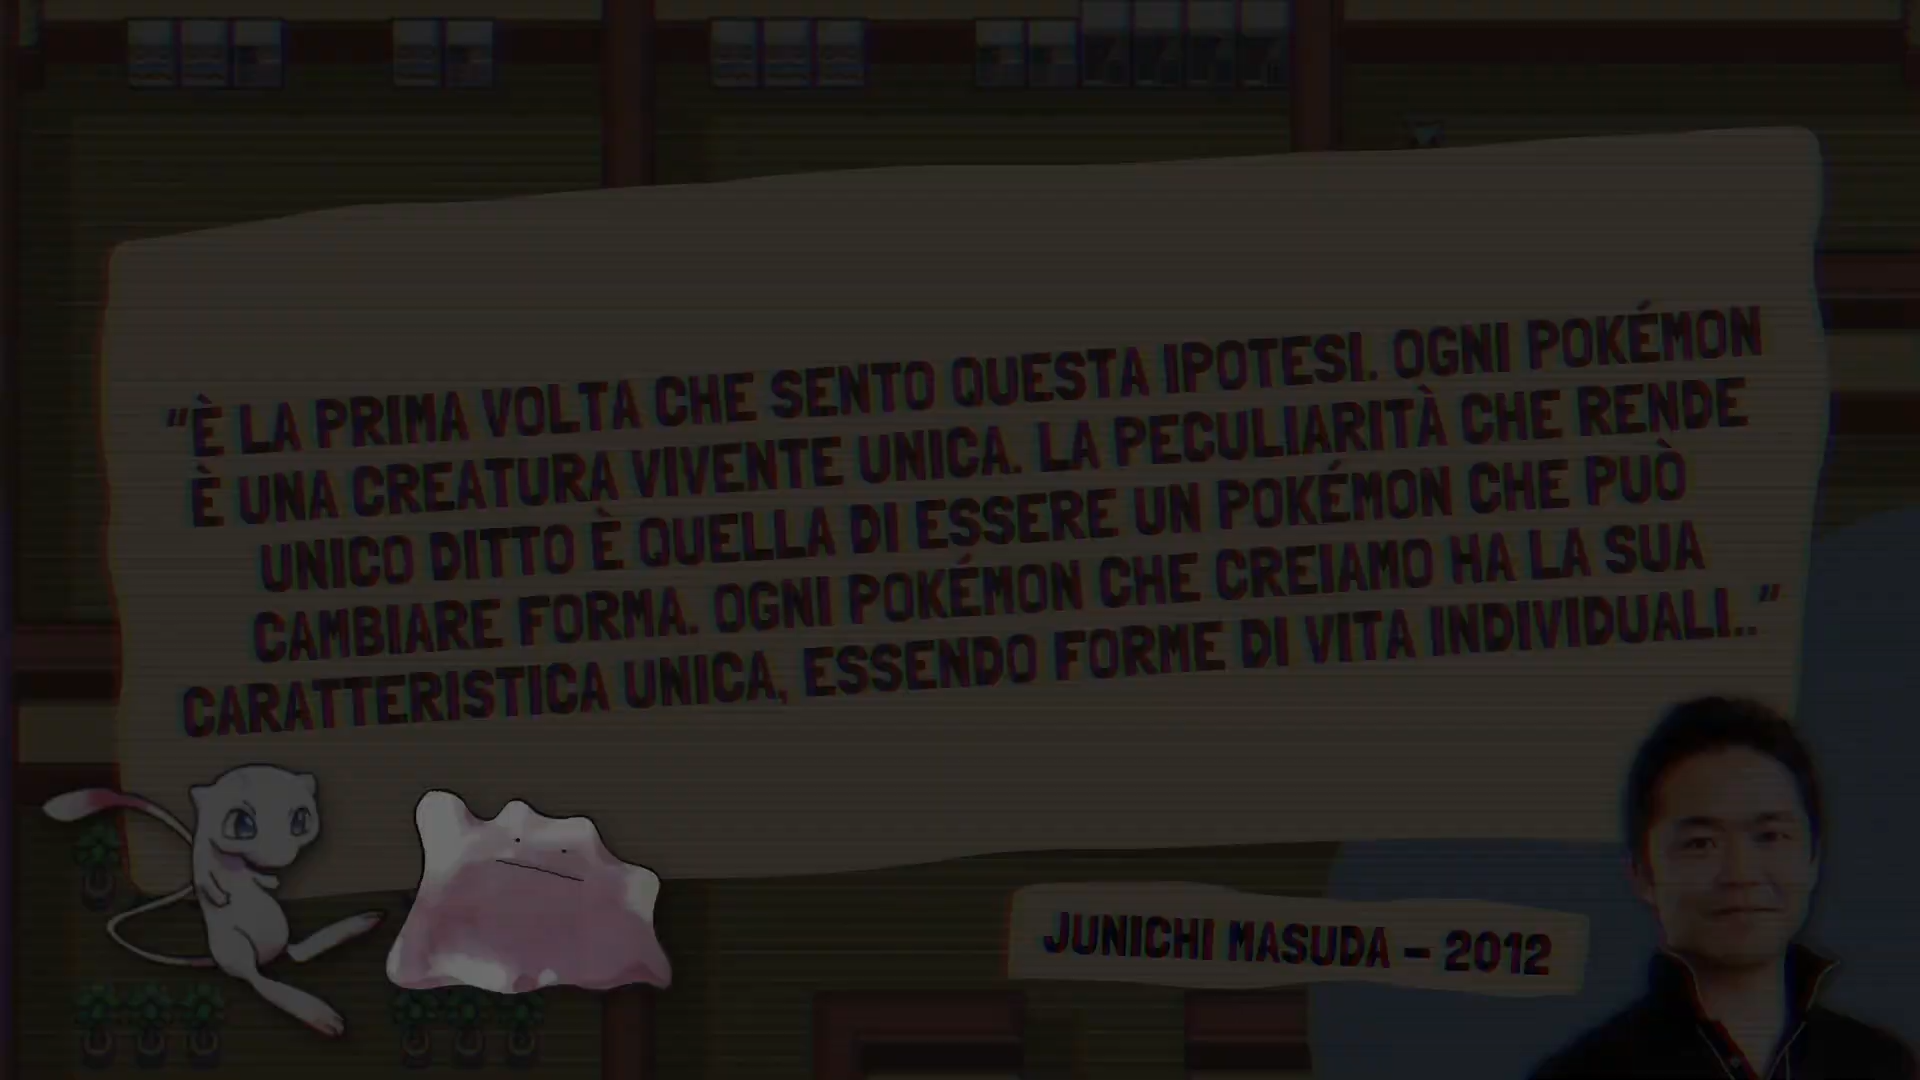 “È LA PRIMA VOLTA CHE SENTO QUESTA IPOTESI. OGNI POKÉMON
È UNA CREATURA VIVENTE UNICA. LA PECULIARITÀ CHE RENDE
UNICO DITTO È QUELLA DI ESSERE UN POKÉMON CHE PUÒ
CAMBIARE FORMA. OGNI POKÉMON CHE CREIAMO HA LA SUA
CARATTERISTICA UNICA, ESSENDO FORME DI VITA INDIVIDUALI..”
JUNICHI MASUDA – 2012